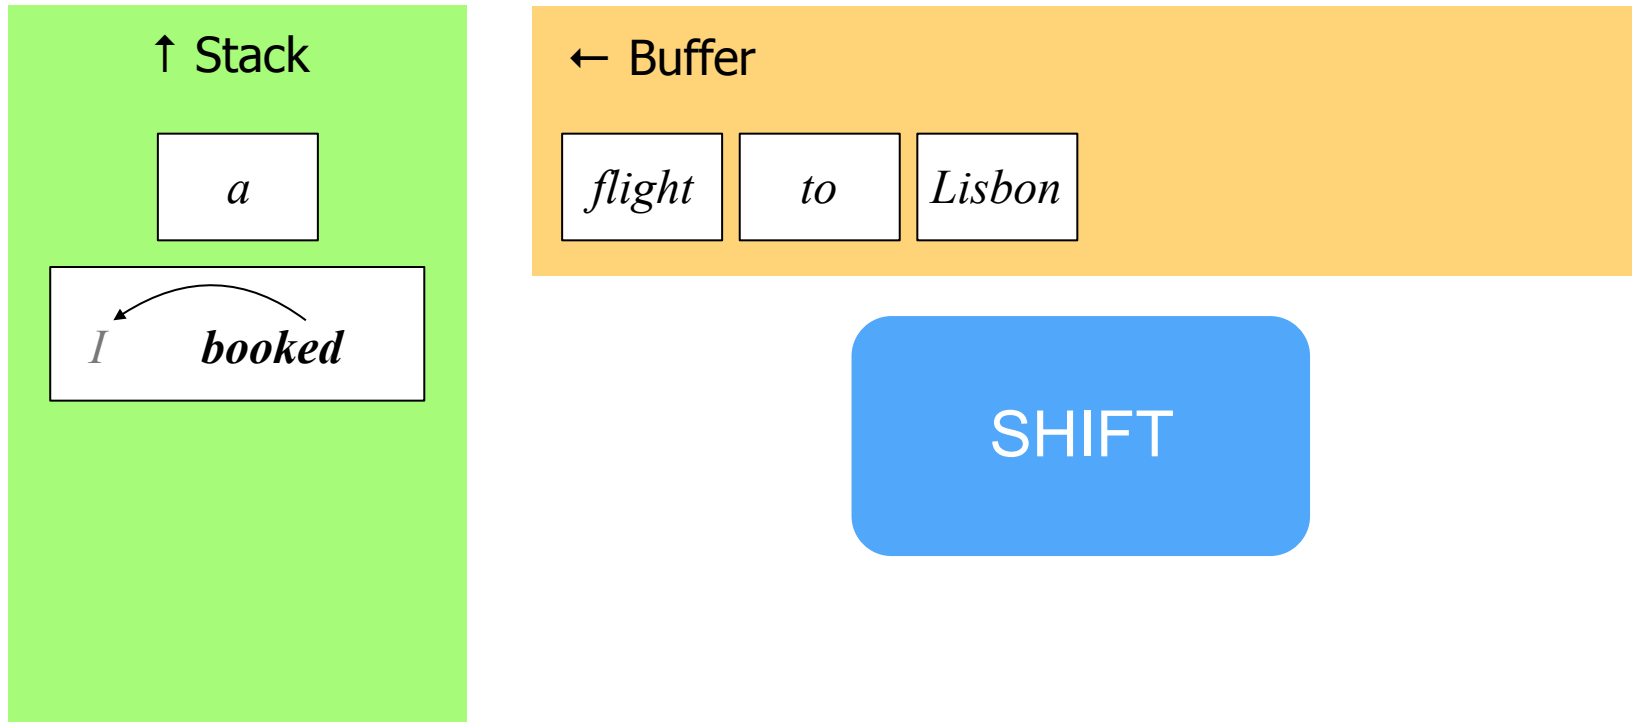 ↑ Stack
a
I booked
← Buffer
flight to Lisbon
SHIFT